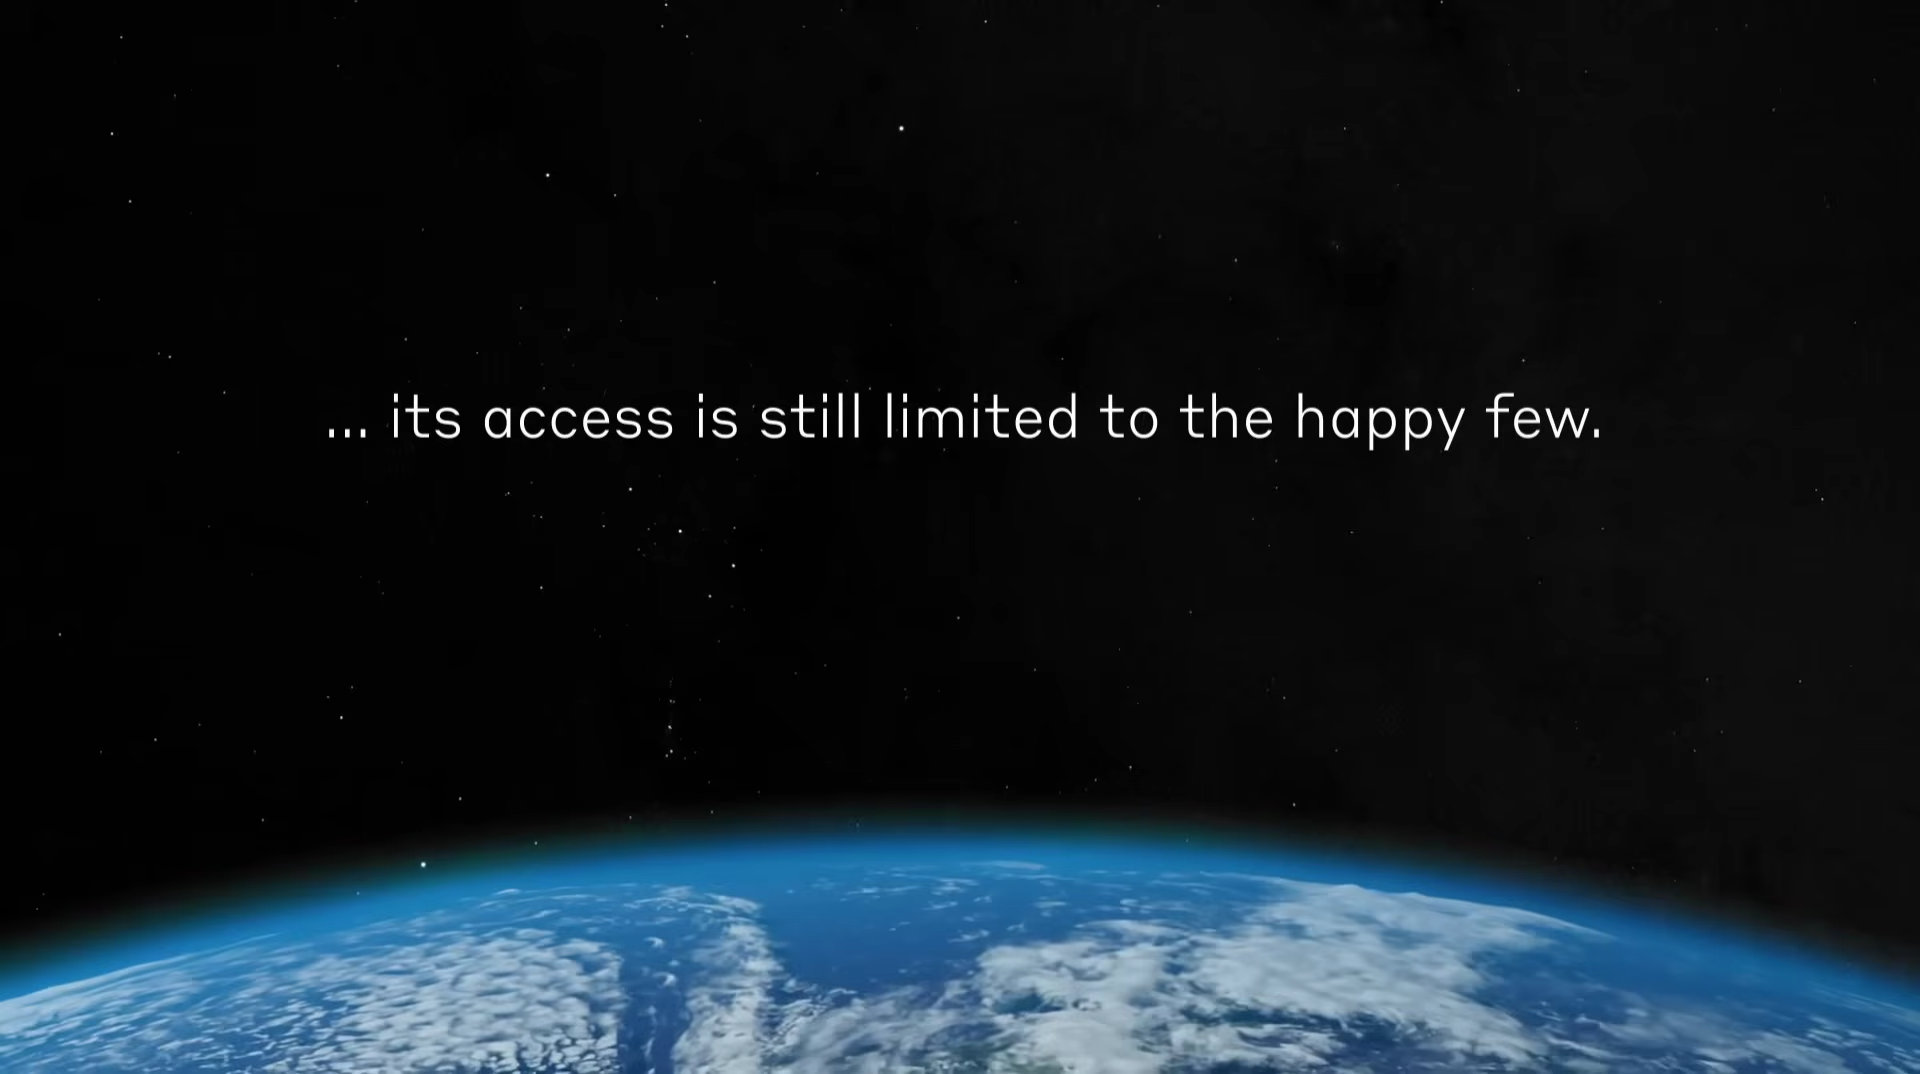 ... its access is still limited to the happy few.